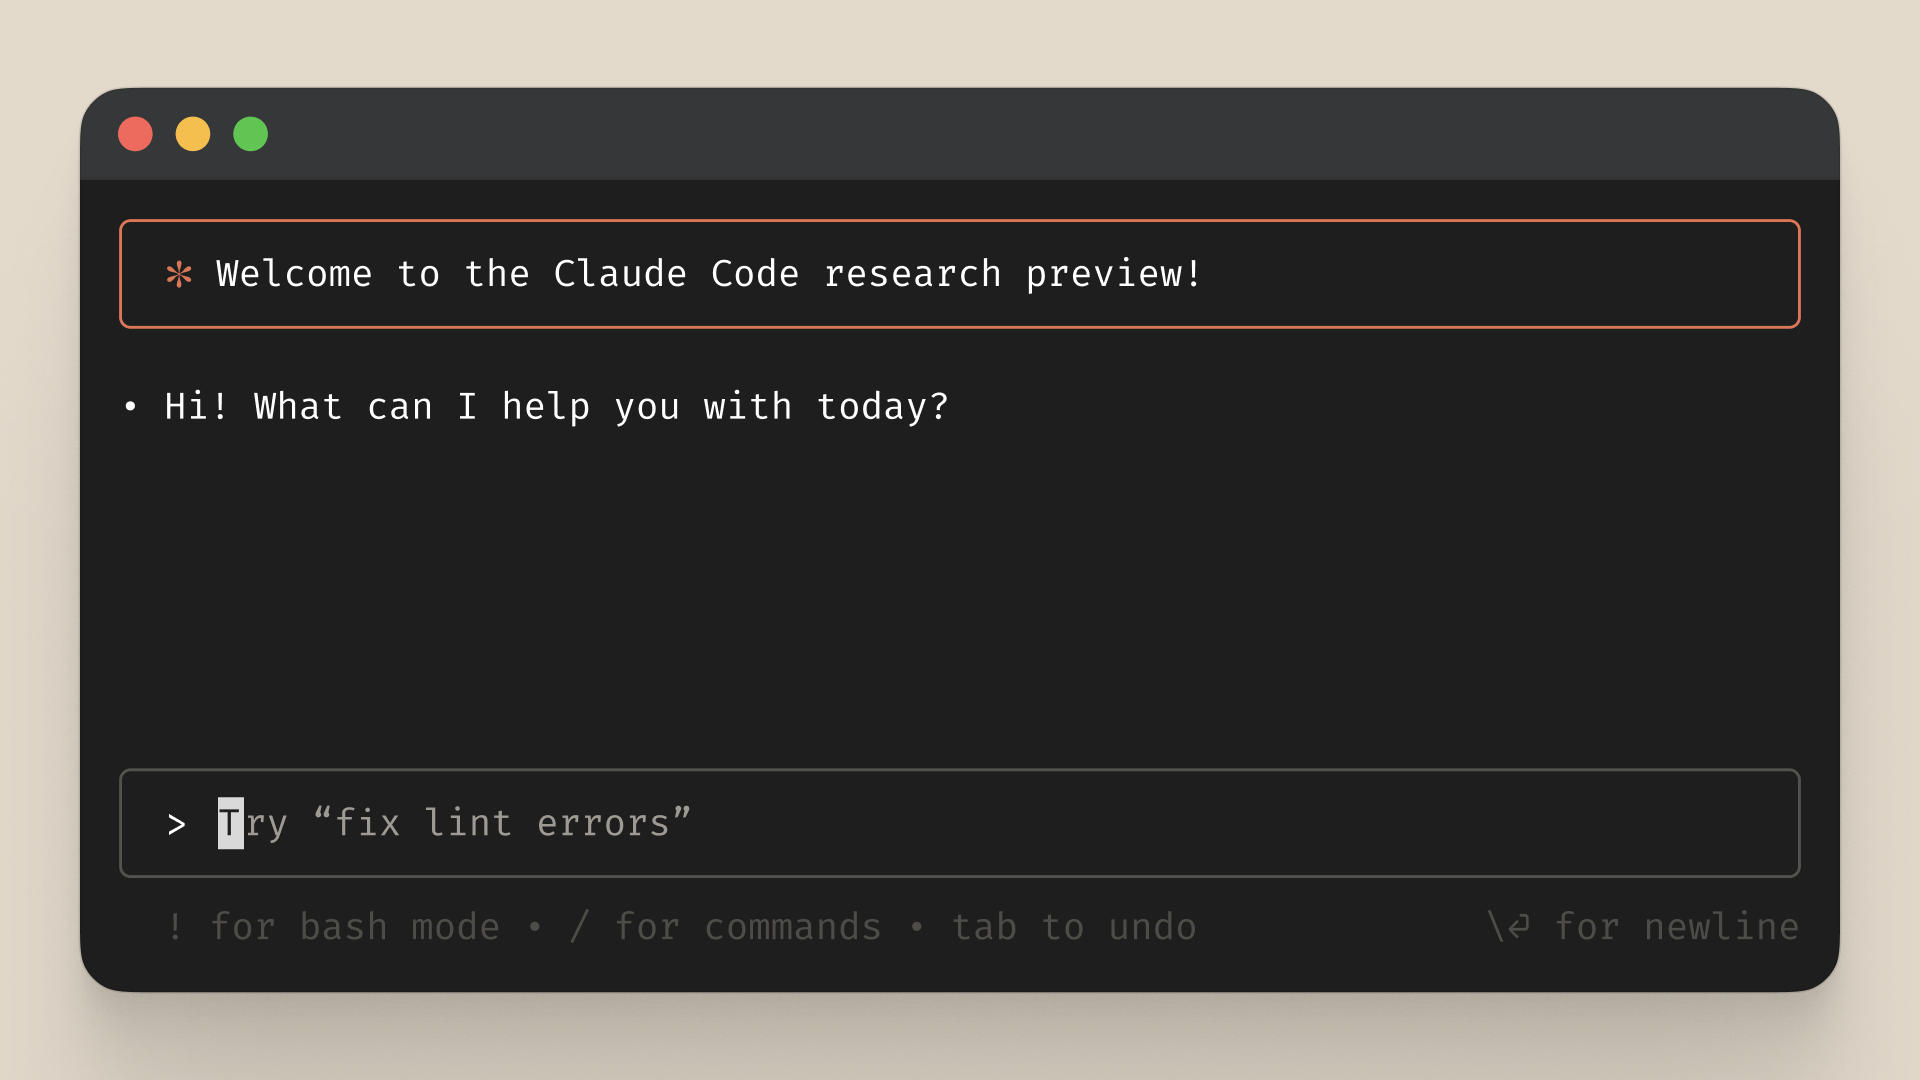 ✻ Welcome to the Claude Code research preview!
• Hi! What can I help you with today?
> Try “fix lint errors”
! for bash mode • / for commands • tab to undo
\⏎ for newline